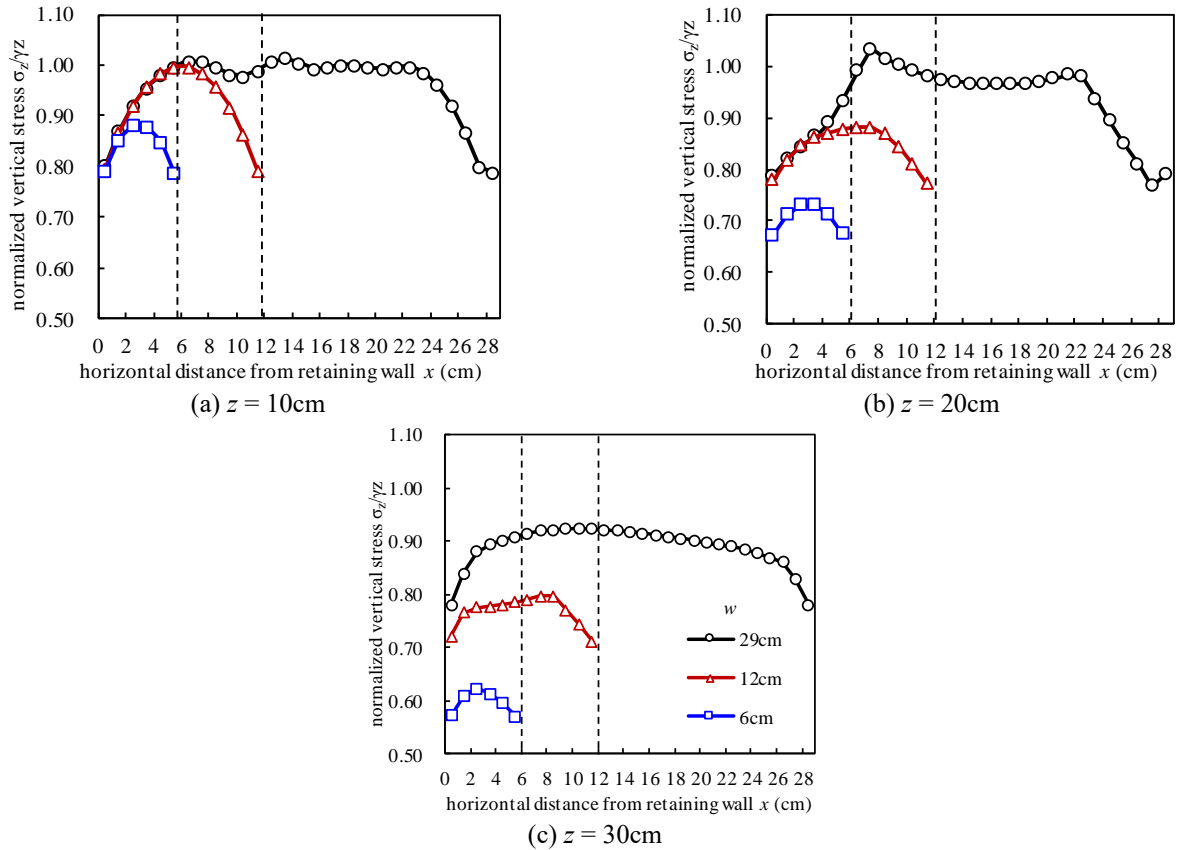 normalized vertical stress σz/γz
1.10
1.00
0.90
0.80
0.70
0.60
0.50
0 2 4 6 8 10 12 14 16 18 20 22 24 26 28
horizontal distance from retaining wall x (cm)
(a) z = 10cm
normalized vertical stress σz/γz
1.10
1.00
0.90
0.80
0.70
0.60
0.50
0 2 4 6 8 10 12 14 16 18 20 22 24 26 28
horizontal distance from retaining wall x (cm)
(b) z = 20cm
normalized vertical stress σz/γz
1.10
1.00
0.90
0.80
0.70
0.60
0.50
w
29cm
12cm
6cm
0 2 4 6 8 10 12 14 16 18 20 22 24 26 28
horizontal distance from retaining wall x (cm)
(c) z = 30cm